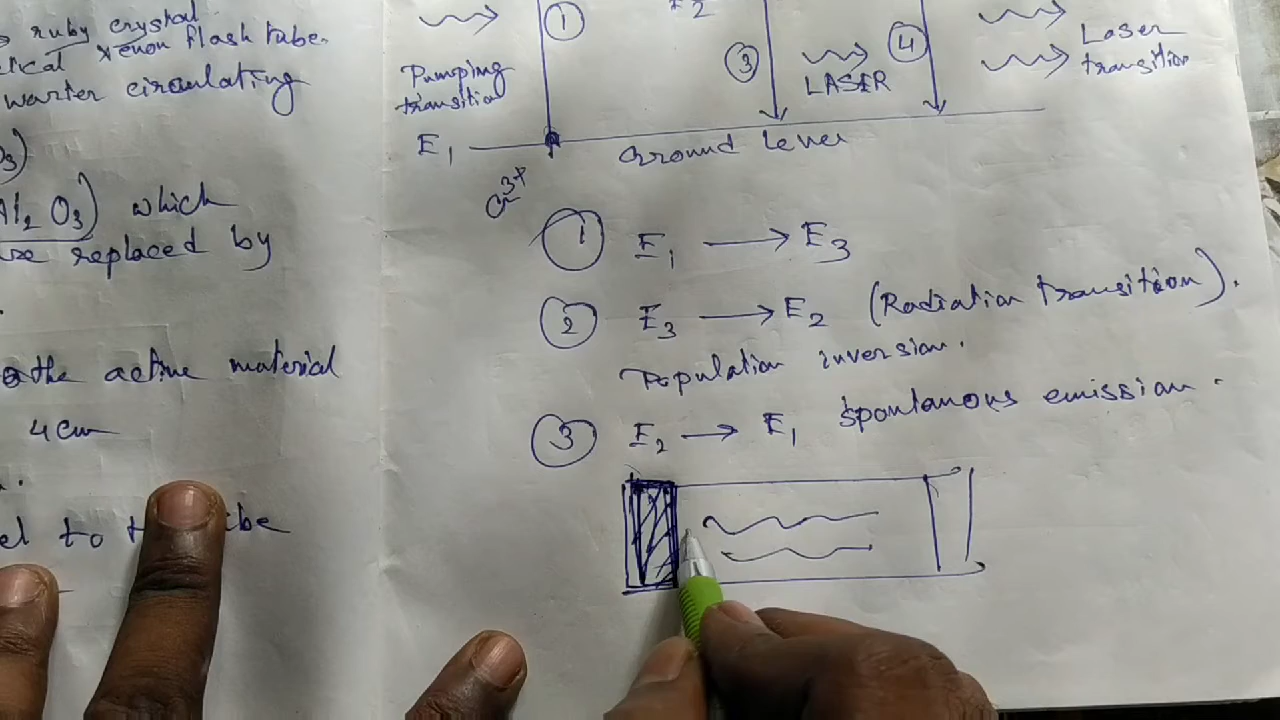 ruby crystal
xenon flash tube.
warter circulating
Al2 O3) which
replaced by
the active material
4cm
el to
Pumping
transition
1
3
LASER
4
Laser
transition
E1
Ground level
Cr3+
1 E1 → E3
2 E3 → E2 (Radiation transition).
Population inversion.
3 E2 → E1 spontanous emission.